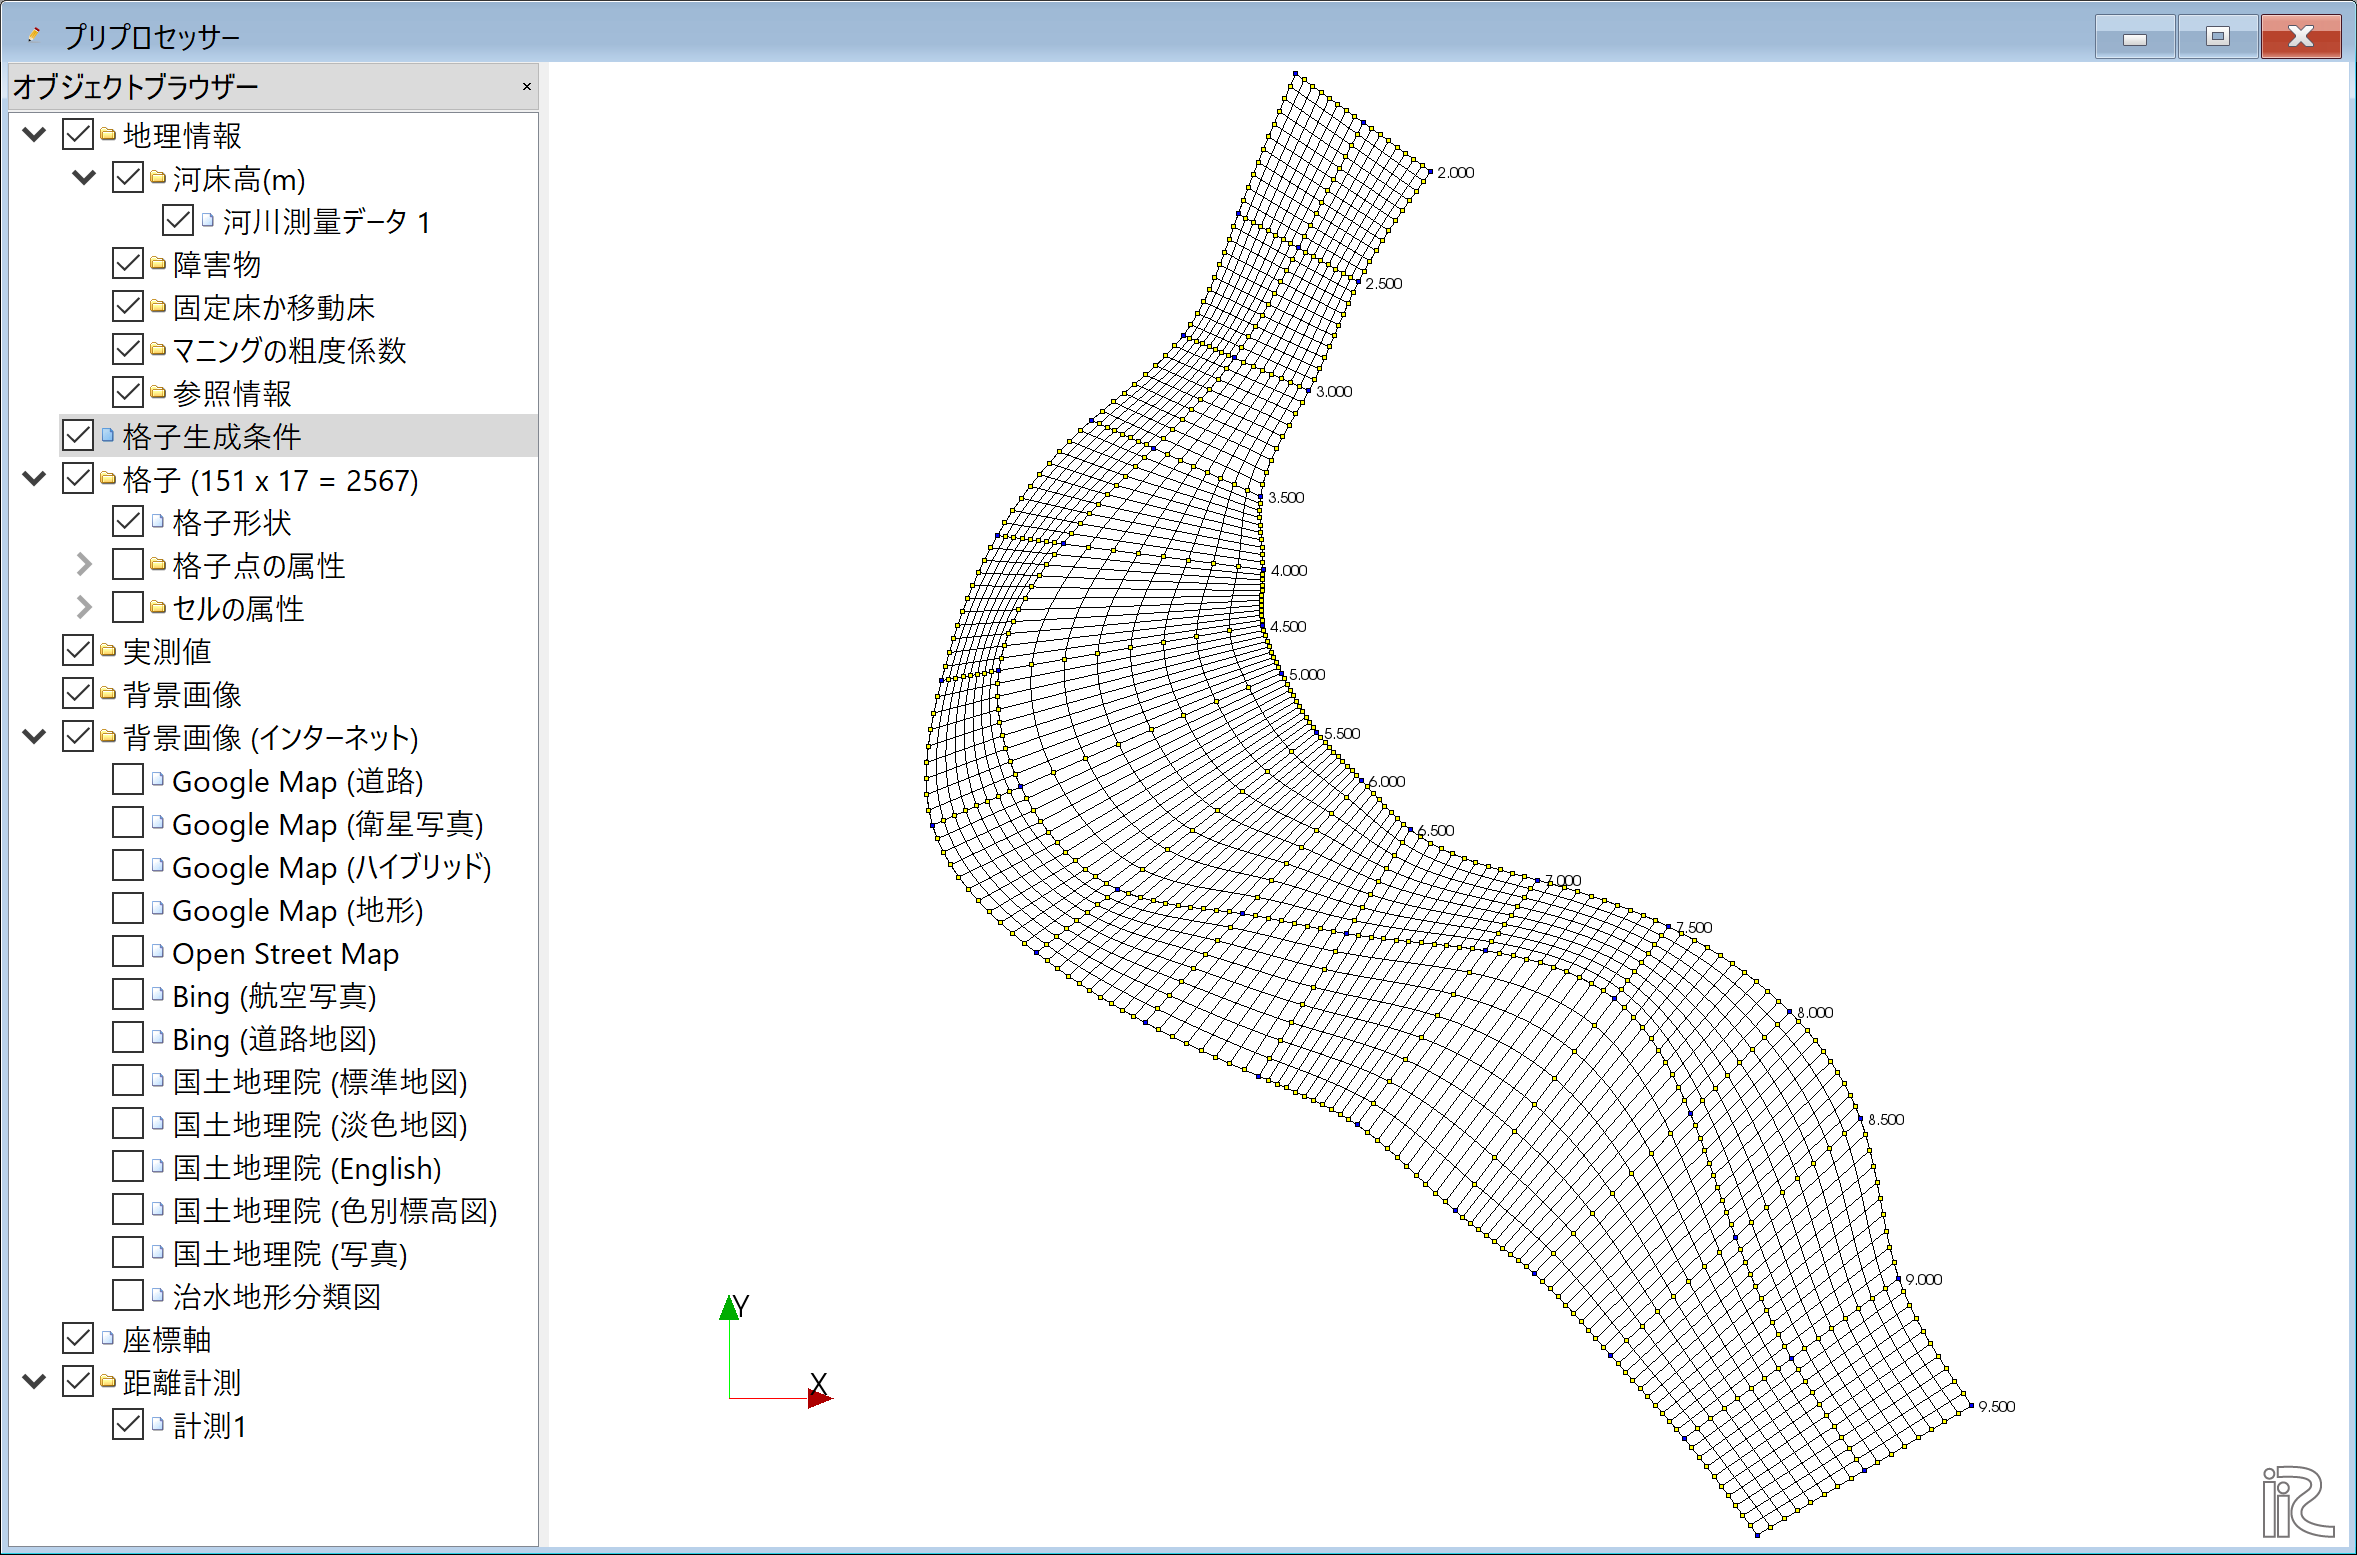 プリプロセッサー
オブジェクトブラウザー
地理情報
河床高(m)
河川測量データ 1
障害物
固定床か移動床
マニングの粗度係数
参照情報
格子生成条件
格子 (151 x 17 = 2567)
格子形状
格子点の属性
セルの属性
実測値
背景画像
背景画像 (インターネット)
Google Map (道路)
Google Map (衛星写真)
Google Map (ハイブリッド)
Google Map (地形)
Open Street Map
Bing (航空写真)
Bing (道路地図)
国土地理院 (標準地図)
国土地理院 (淡色地図)
国土地理院 (English)
国土地理院 (色別標高図)
国土地理院 (写真)
治水地形分類図
座標軸
距離計測
計測1
2.000
2.500
3.000
3.500
4.000
4.500
5.000
5.500
6.000
6.500
7.000
7.500
8.000
8.500
9.000
9.500
Y
X
iRIC